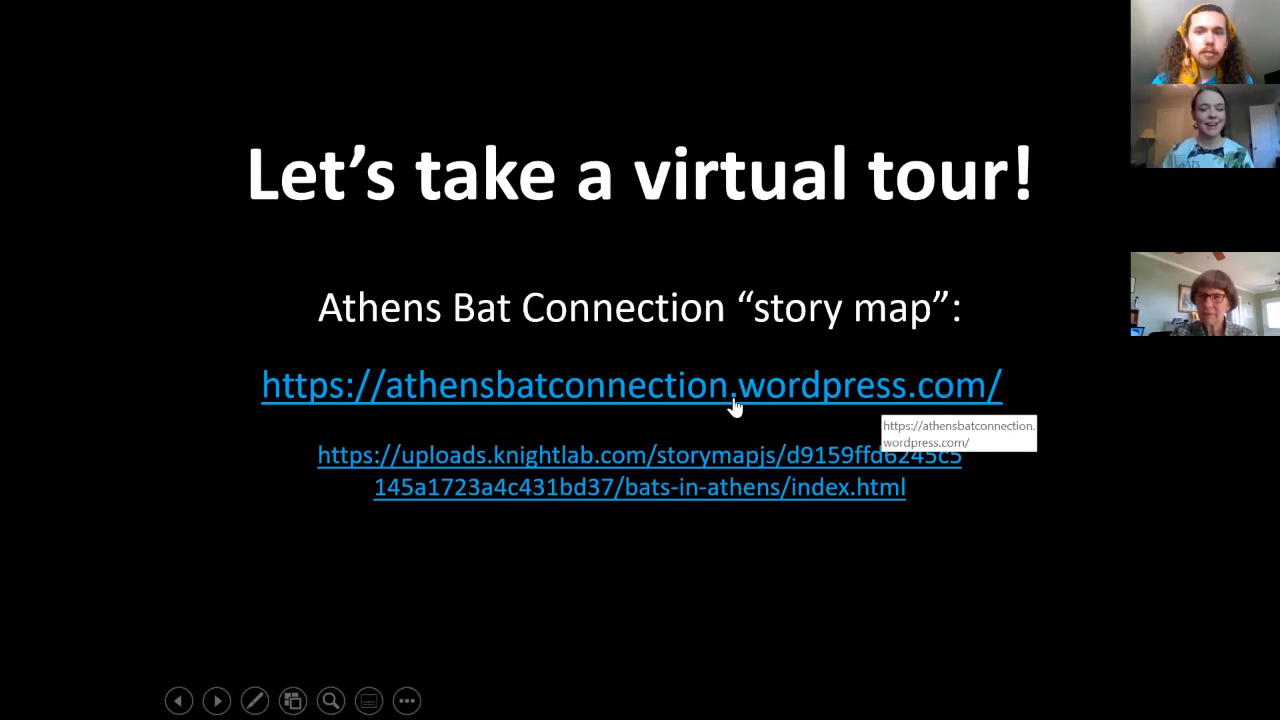 Let's take a virtual tour!
Athens Bat Connection “story map”:
https://athensbatconnection.wordpress.com/
https://athensbatconnection.
wordpress.com/
https://uploads.knightlab.com/storymapjs/d9159ffd6245c5
145a1723a4c431bd37/bats-in-athens/index.html